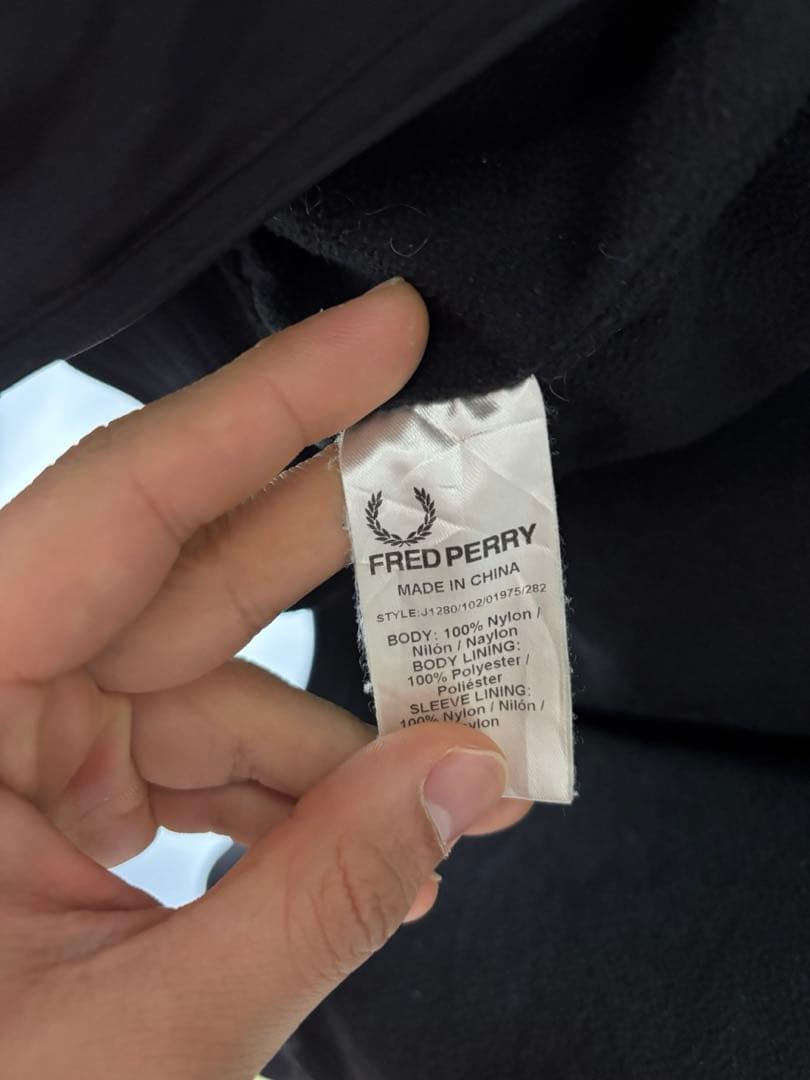 FRED PERRY
MADE IN CHINA
STYLE:J1280/102/01975/282
BODY: 100% Nylon /
Nilón / Naylon
BODY LINING:
100% Polyester /
Poliéster
SLEEVE LINING:
100% Nylon / Nilón /